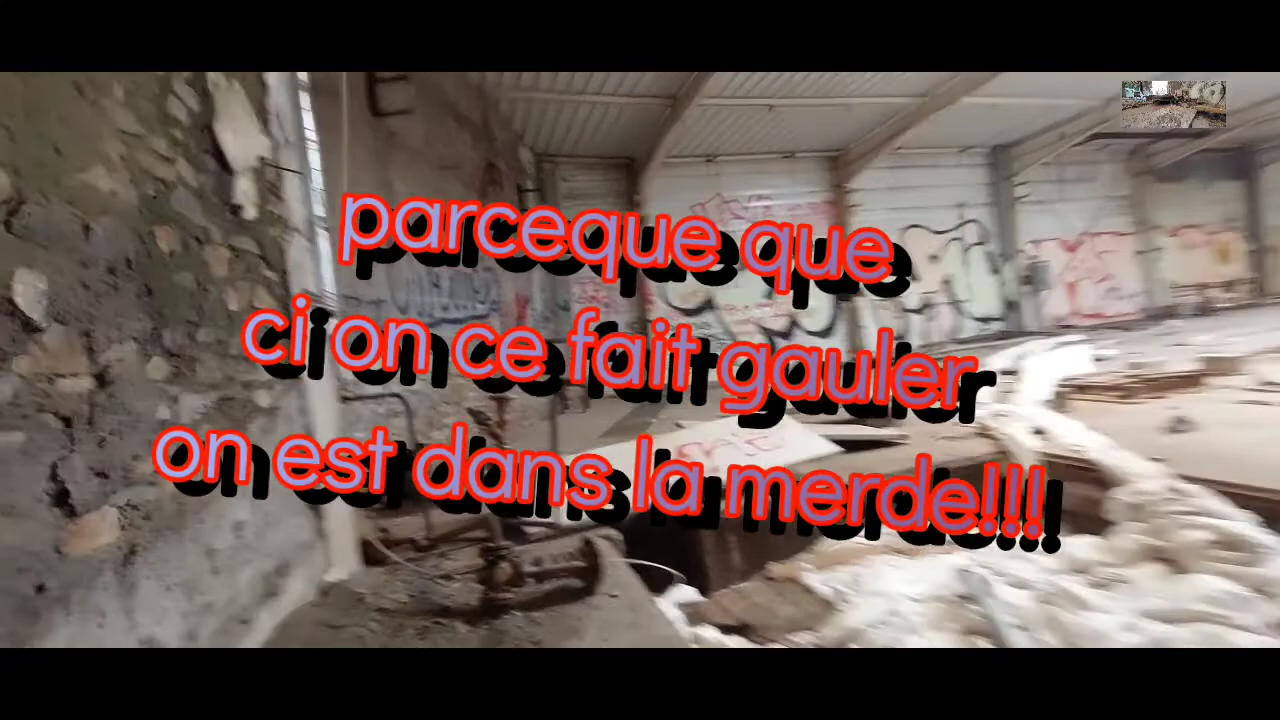 parceque que
ci on ce fait gauler
on est dans la merde!!!